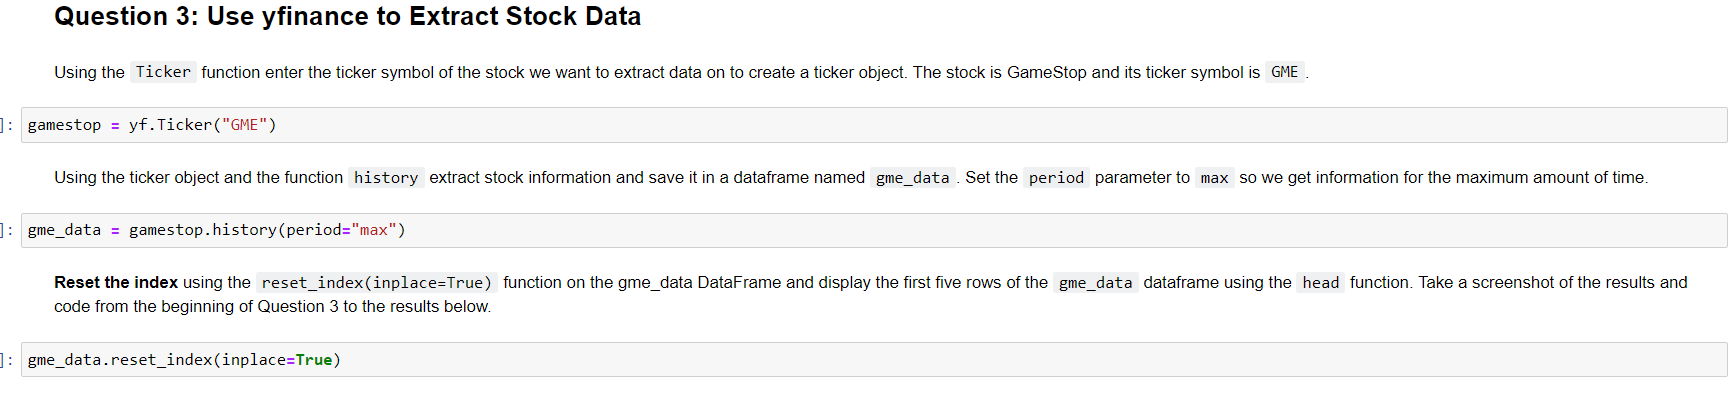 Question 3: Use yfinance to Extract Stock Data
Using the Ticker function enter the ticker symbol of the stock we want to extract data on to create a ticker object. The stock is GameStop and its ticker symbol is GME .
]: gamestop = yf.Ticker("GME")
Using the ticker object and the function history extract stock information and save it in a dataframe named gme_data . Set the period parameter to max so we get information for the maximum amount of time.
]: gme_data = gamestop.history(period="max")
Reset the index using the reset_index(inplace=True) function on the gme_data DataFrame and display the first five rows of the gme_data dataframe using the head function. Take a screenshot of the results and
code from the beginning of Question 3 to the results below.
]: gme_data.reset_index(inplace=True)